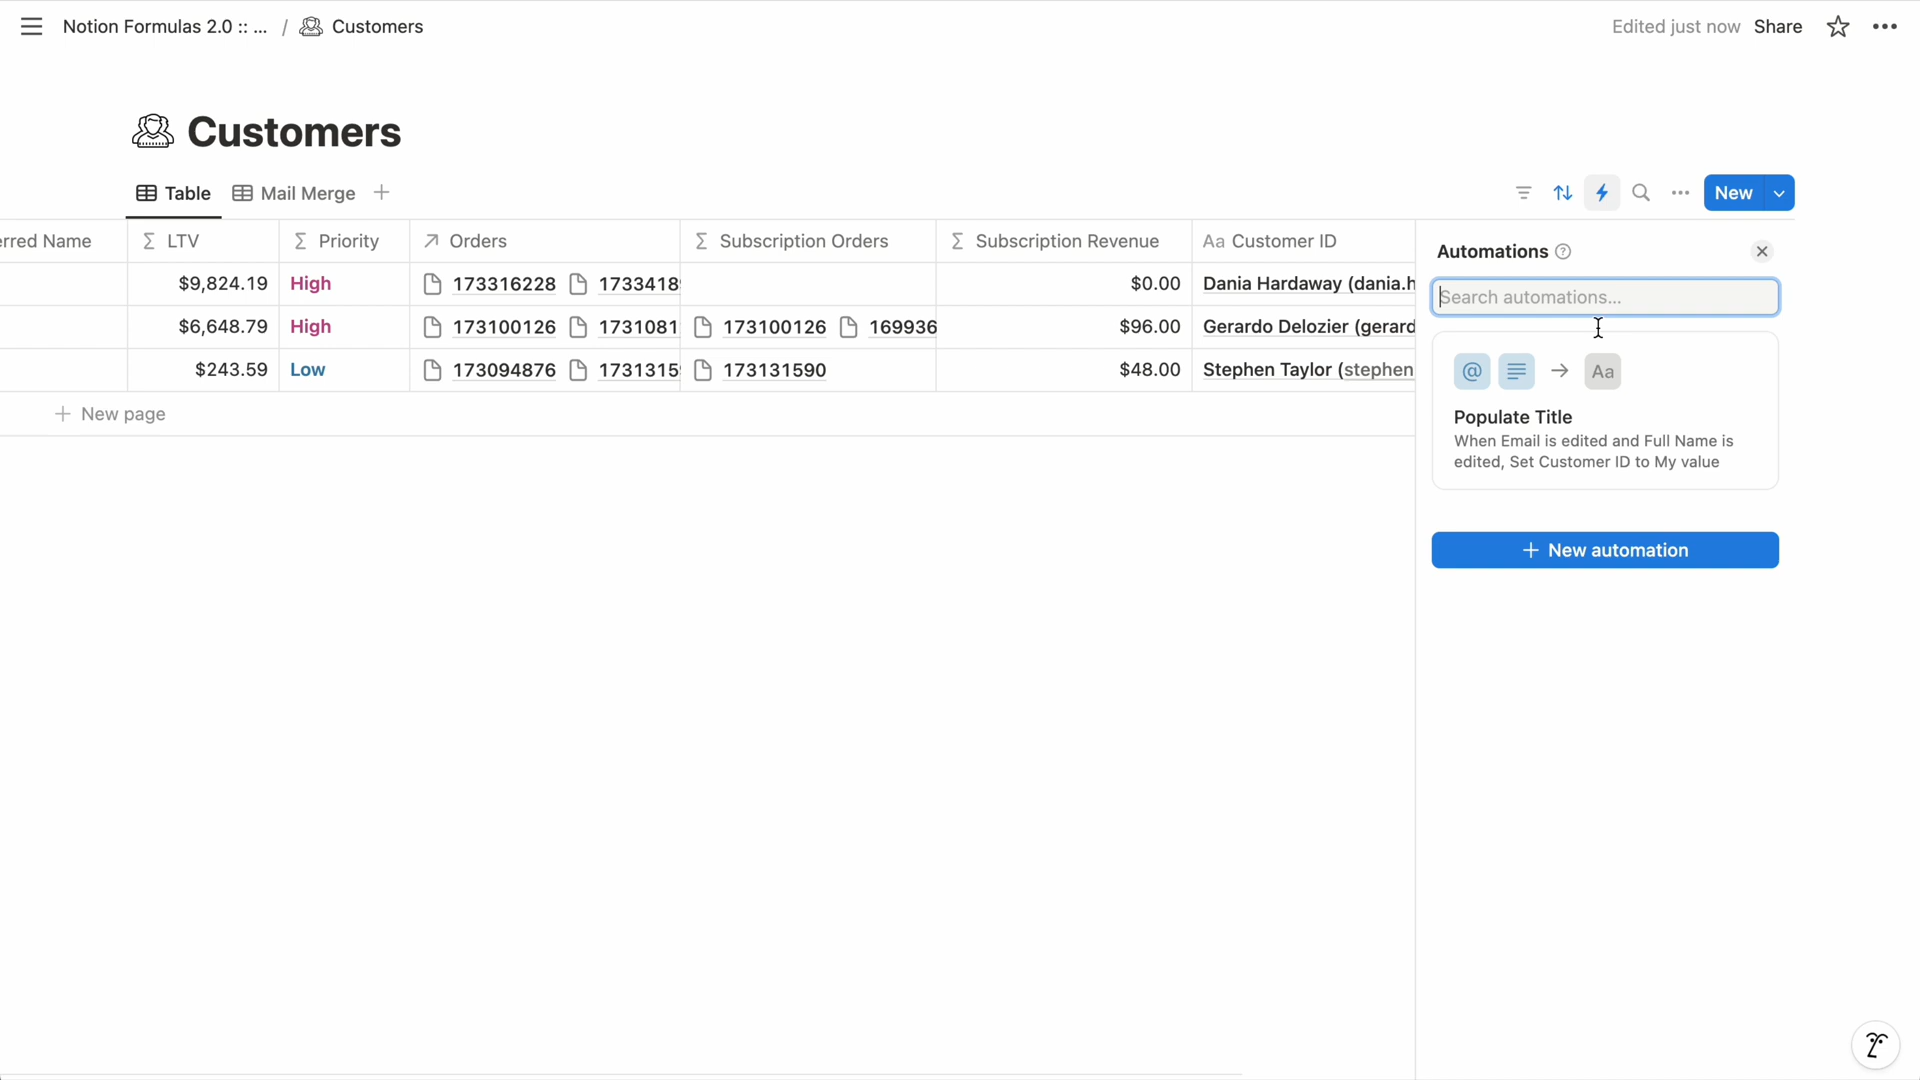 Notion Formulas 2.0 :: ... / Customers
Edited just now Share
Customers
Table Mail Merge
New
erred Name Σ LTV Σ Priority Orders Σ Subscription Orders Σ Subscription Revenue Aa Customer ID
$9,824.19 High 173316228 1733418 $0.00 Dania Hardaway (dania.h
$6,648.79 High 173100126 1731081 173100126 169936 $96.00 Gerardo Delozier (gerard
$243.59 Low 173094876 1731315 173131590 $48.00 Stephen Taylor (stephen
+ New page
Automations
Search automations...
@ → Aa
Populate Title
When Email is edited and Full Name is
edited, Set Customer ID to My value
+ New automation